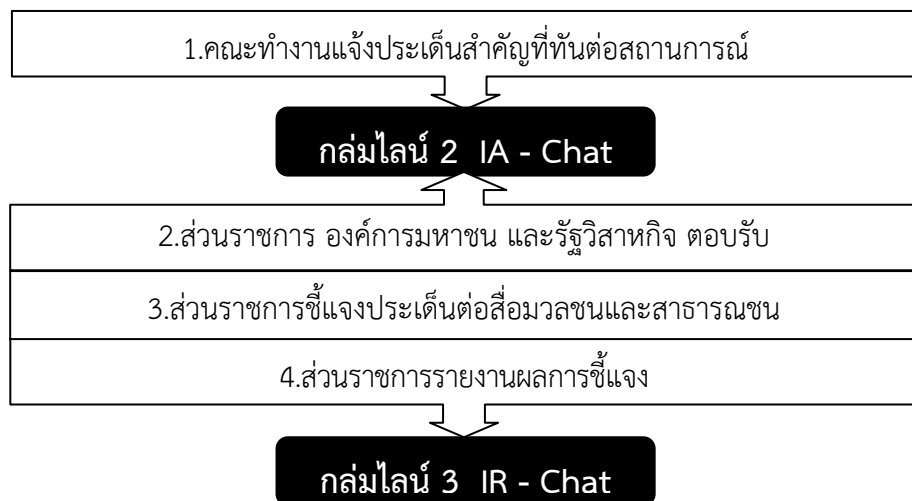 1.คณะทำงานแจ้งประเด็นสำคัญที่ทันต่อสถานการณ์
กล่มไลน์ 2 IA - Chat
2.ส่วนราชการ องค์การมหาชน และรัฐวิสาหกิจ ตอบรับ
3.ส่วนราชการชี้แจงประเด็นต่อสื่อมวลชนและสาธารณชน
4.ส่วนราชการรายงานผลการชี้แจง
กล่มไลน์ 3 IR - Chat